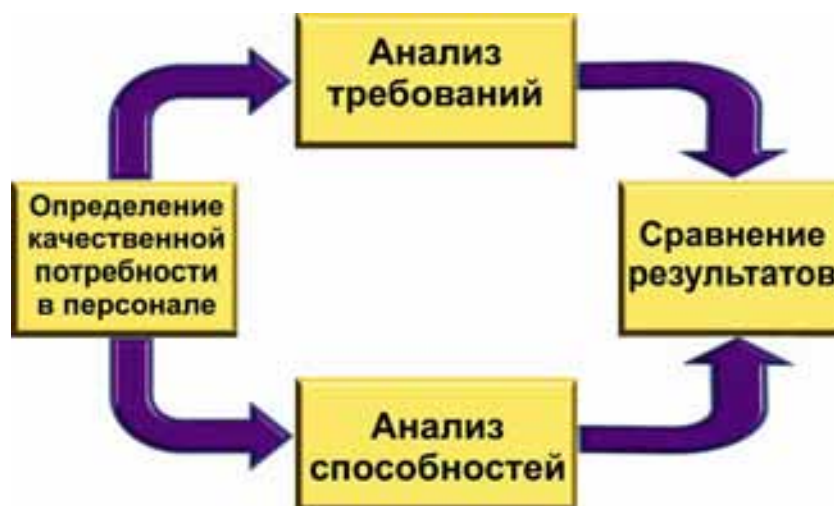 Анализ
требований
Определение
качественной
потребности
в персонале
Сравнение
результатов
Анализ
способностей